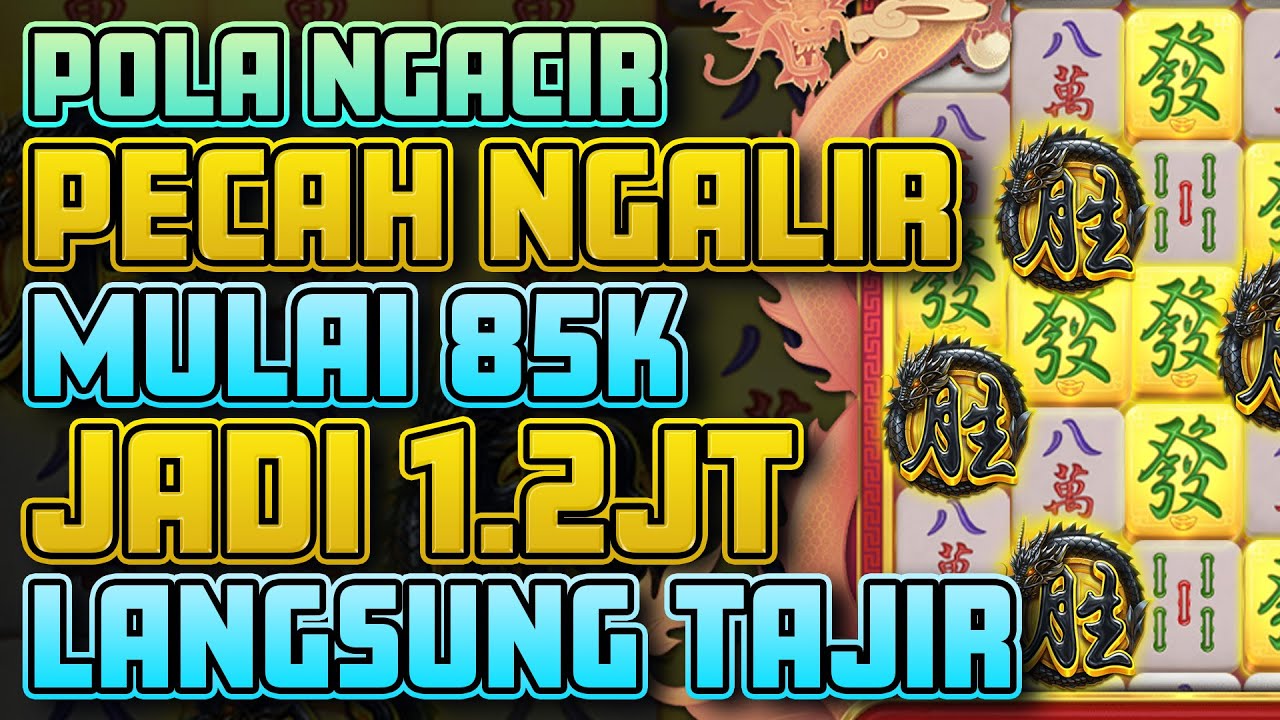 POLA NGACIR
PECAH NGALIR
MULAI 85K
JADI 1.2JT
LANGSUNG TAJIR
八萬
發
胜
發
發
發
胜
八萬
發
八萬
胜